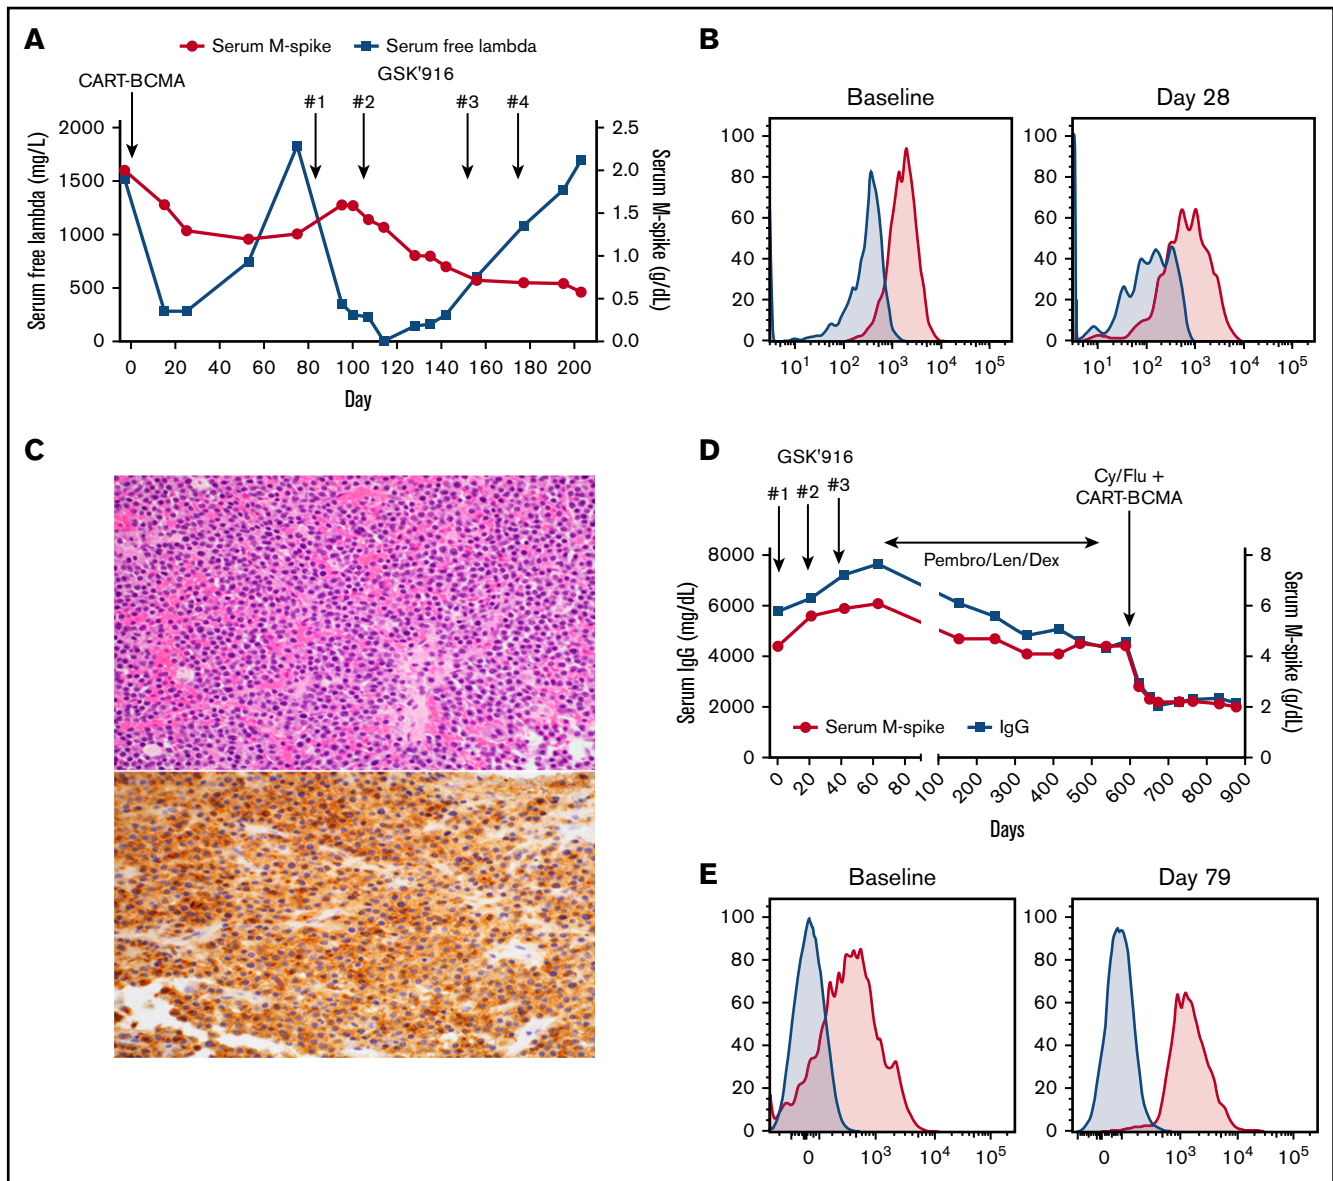 A
Serum M-spike
Serum free lambda
CART-BCMA
GSK'916
#1
#2
#3
#4
Serum free lambda (mg/L)
2000
1500
1000
500
0
2.5
2.0
1.5
1.0
0.5
0.0
Serum M-spike (g/dL)
0 20 40 60 80 100 120 140 160 180 200
Day
B
Baseline
100
80
60
40
20
0
10¹ 10² 10³ 10⁴ 10⁵
Day 28
100
80
60
40
20
0
10¹ 10² 10³ 10⁴ 10⁵
C
D
GSK'916
#1
#2
#3
Cy/Flu +
CART-BCMA
Pembro/Len/Dex
Serum IgG (mg/dL)
8000
6000
4000
2000
0
8
6
4
2
0
Serum M-spike (g/dL)
Serum M-spike
IgG
0 20 40 60 80 100 200 300 400 500 600 700 800 900
Days
E
Baseline
100
80
60
40
20
0
0 10³ 10⁴ 10⁵
Day 79
100
80
60
40
20
0
0 10³ 10⁴ 10⁵